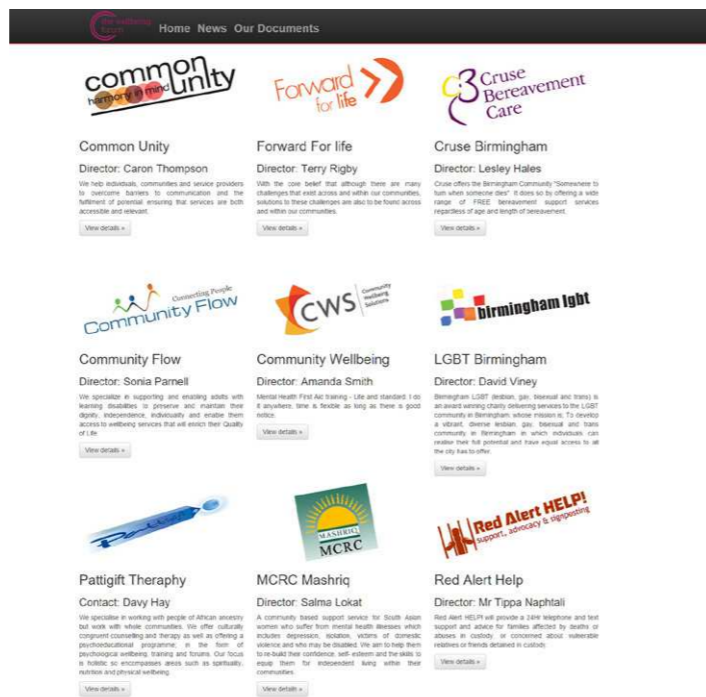 the wellbeing
forum
Home News Our Documents
common
unity
harmony in mind
Forward
for life
Cruse
Bereavement
Care
Common Unity
Director: Caron Thompson
We help individuals, communities and service providers
to overcome barriers to communication and the
fulfilment of potential ensuring that services are both
accessible and relevant.
View details »
Forward For life
Director: Terry Rigby
With the core belief that although there are many
challenges that exist across and within our communities,
solutions to these challenges are also to be found across
and within our communities.
View details »
Cruse Birmingham
Director: Lesley Hales
Cruse offers the Birmingham Community "Somewhere to
turn when someone dies". It does so by offering a wide
range of FREE bereavement support services
regardless of age and length of bereavement.
View details »
Connecting People
Community Flow
CWS
Community
Wellbeing
Solutions
birmingham lgbt
Community Flow
Director: Sonia Parnell
We specialize in supporting and enabling adults with
learning disabilities to preserve and maintain their
dignity, independence, individuality and enable them
access to wellbeing services that will enrich their Quality
of Life.
View details »
Community Wellbeing
Director: Amanda Smith
Mental Health First Aid training - Lite and standard. I do
it anywhere, time is flexible as long as there is good
notice.
View details »
LGBT Birmingham
Director: David Viney
Birmingham LGBT (lesbian, gay, bisexual and trans) is
an award winning charity delivering services to the LGBT
community in Birmingham whose mission is; To develop
a vibrant, diverse lesbian, gay, bisexual and trans
community in Birmingham in which individuals can
realise their full potential and have equal access to all
the city has to offer.
View details »
MASHRIQ
MCRC
Red Alert HELP!
support, advocacy & signposting
Pattigift Theraphy
Contact: Davy Hay
We specialise in working with people of African ancestry
but work with whole communities. We offer culturally
congruent counselling and therapy as well as offering a
psychoeducational programme; in the form of
psychological wellbeing, training and forums. Our focus
is holistic so encompasses areas such as spirituality,
nutrition and physical wellbeing.
View details »
MCRC Mashriq
Director: Salma Lokat
A community based support service for South Asian
women who suffer from mental health illnesses which
includes depression, isolation, victims of domestic
violence and who may be disabled. We aim to help them
to re-build their confidence, self- esteem and the skills to
equip them for independent living within their
communities.
View details »
Red Alert Help
Director: Mr Tippa Naphtali
Red Alert HELP! will provide a 24Hr telephone and text
support and advice for families affected by deaths or
abuses in custody, or concerned about vulnerable
relatives or friends detained in custody.
View details »